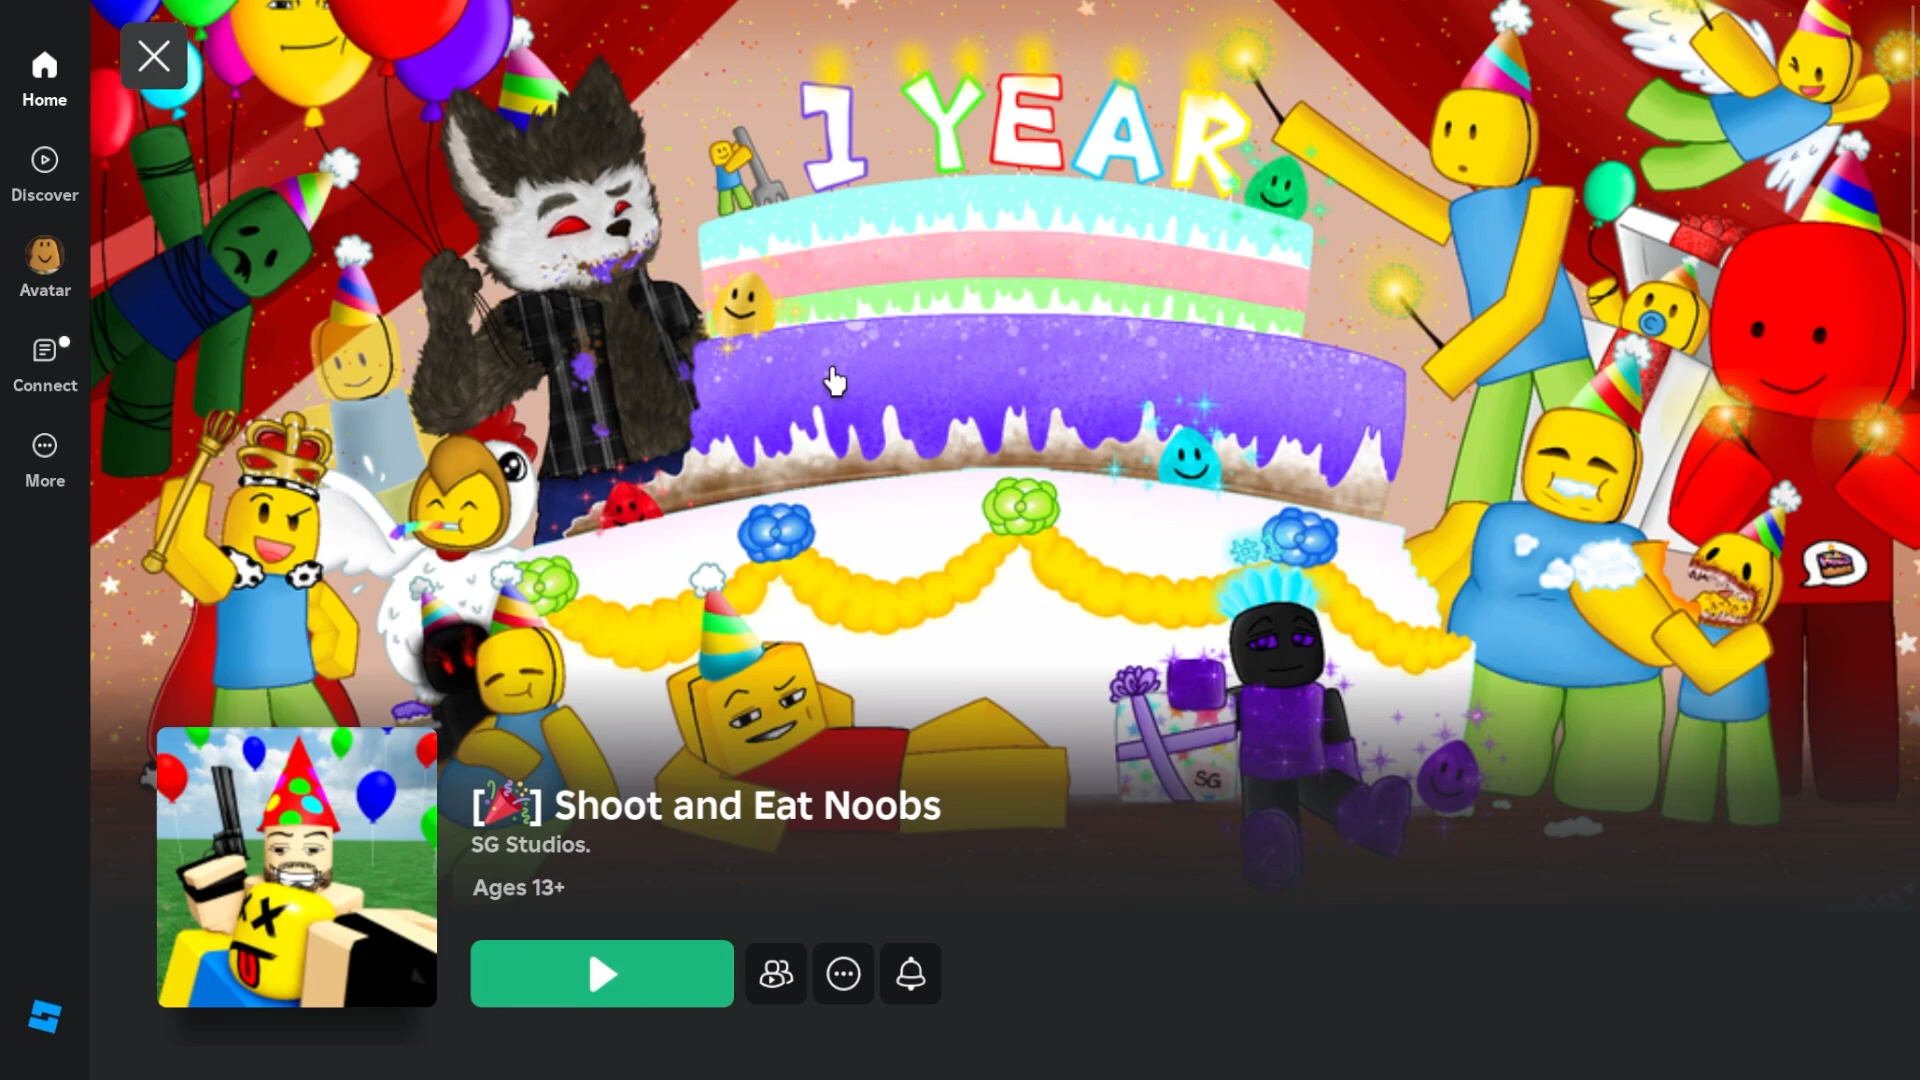 Home
Discover
Avatar
Connect
More
1 YEAR
SG
[🎉] Shoot and Eat Noobs
SG Studios.
Ages 13+